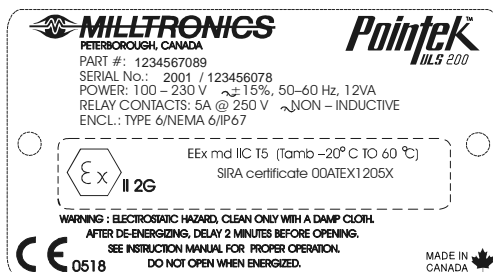 MILLTRONICS
Pointek™
ULS 200
PETERBOROUGH, CANADA
PART #: 1234567089
SERIAL No.: 2001 / 123456078
POWER: 100 – 230 V ~± 15%, 50–60 Hz, 12VA
RELAY CONTACTS: 5A @ 250 V ~NON – INDUCTIVE
ENCL.: TYPE 6/NEMA 6/IP67
Ex II 2G
EEx md IIC T5 (Tamb –20° C TO 60 °C)
SIRA certificate 00ATEX1205X
WARNING : ELECTROSTATIC HAZARD, CLEAN ONLY WITH A DAMP CLOTH.
AFTER DE-ENERGIZING, DELAY 2 MINUTES BEFORE OPENING.
SEE INSTRUCTION MANUAL FOR PROPER OPERATION.
DO NOT OPEN WHEN ENERGIZED.
CE 0518
MADE IN
CANADA